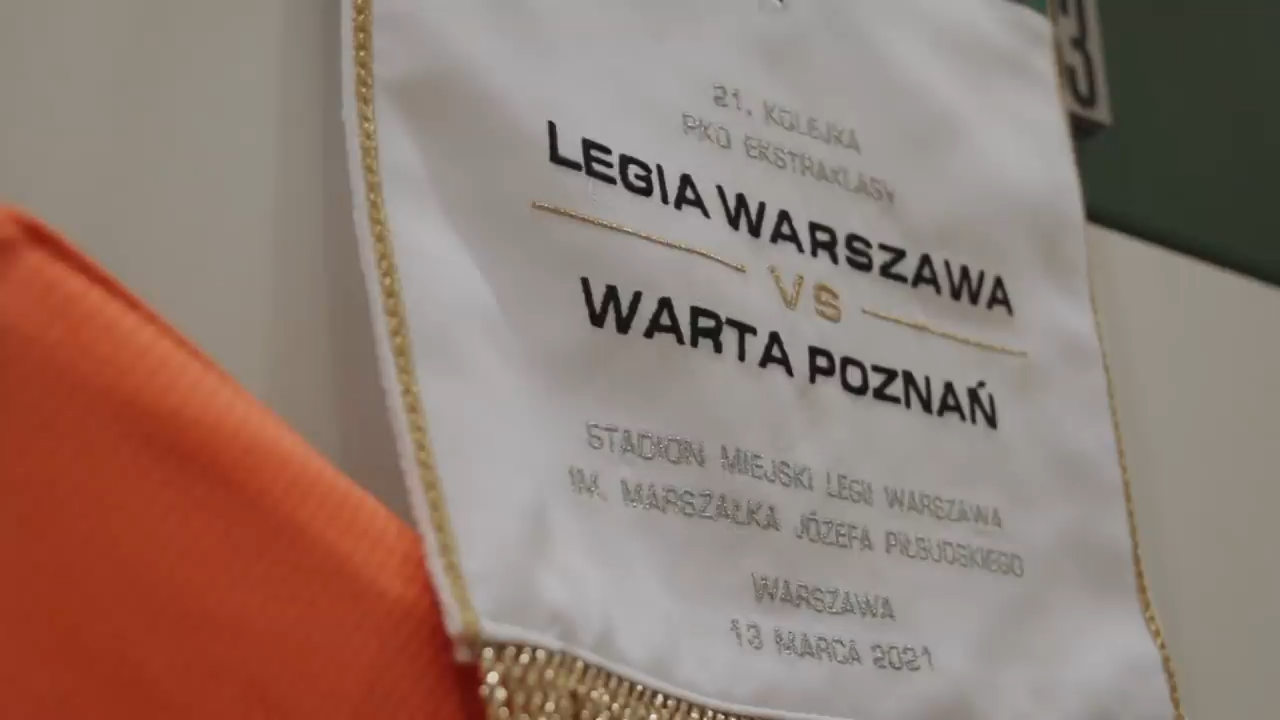 3
21. KOLEJKA
PKO EKSTRAKLASY
LEGIA WARSZAWA
VS
WARTA POZNAŃ
STADION MIEJSKI LEGII WARSZAWA
IM. MARSZAŁKA JÓZEFA PIŁSUDSKIEGO
WARSZAWA
13 MARCA 2021